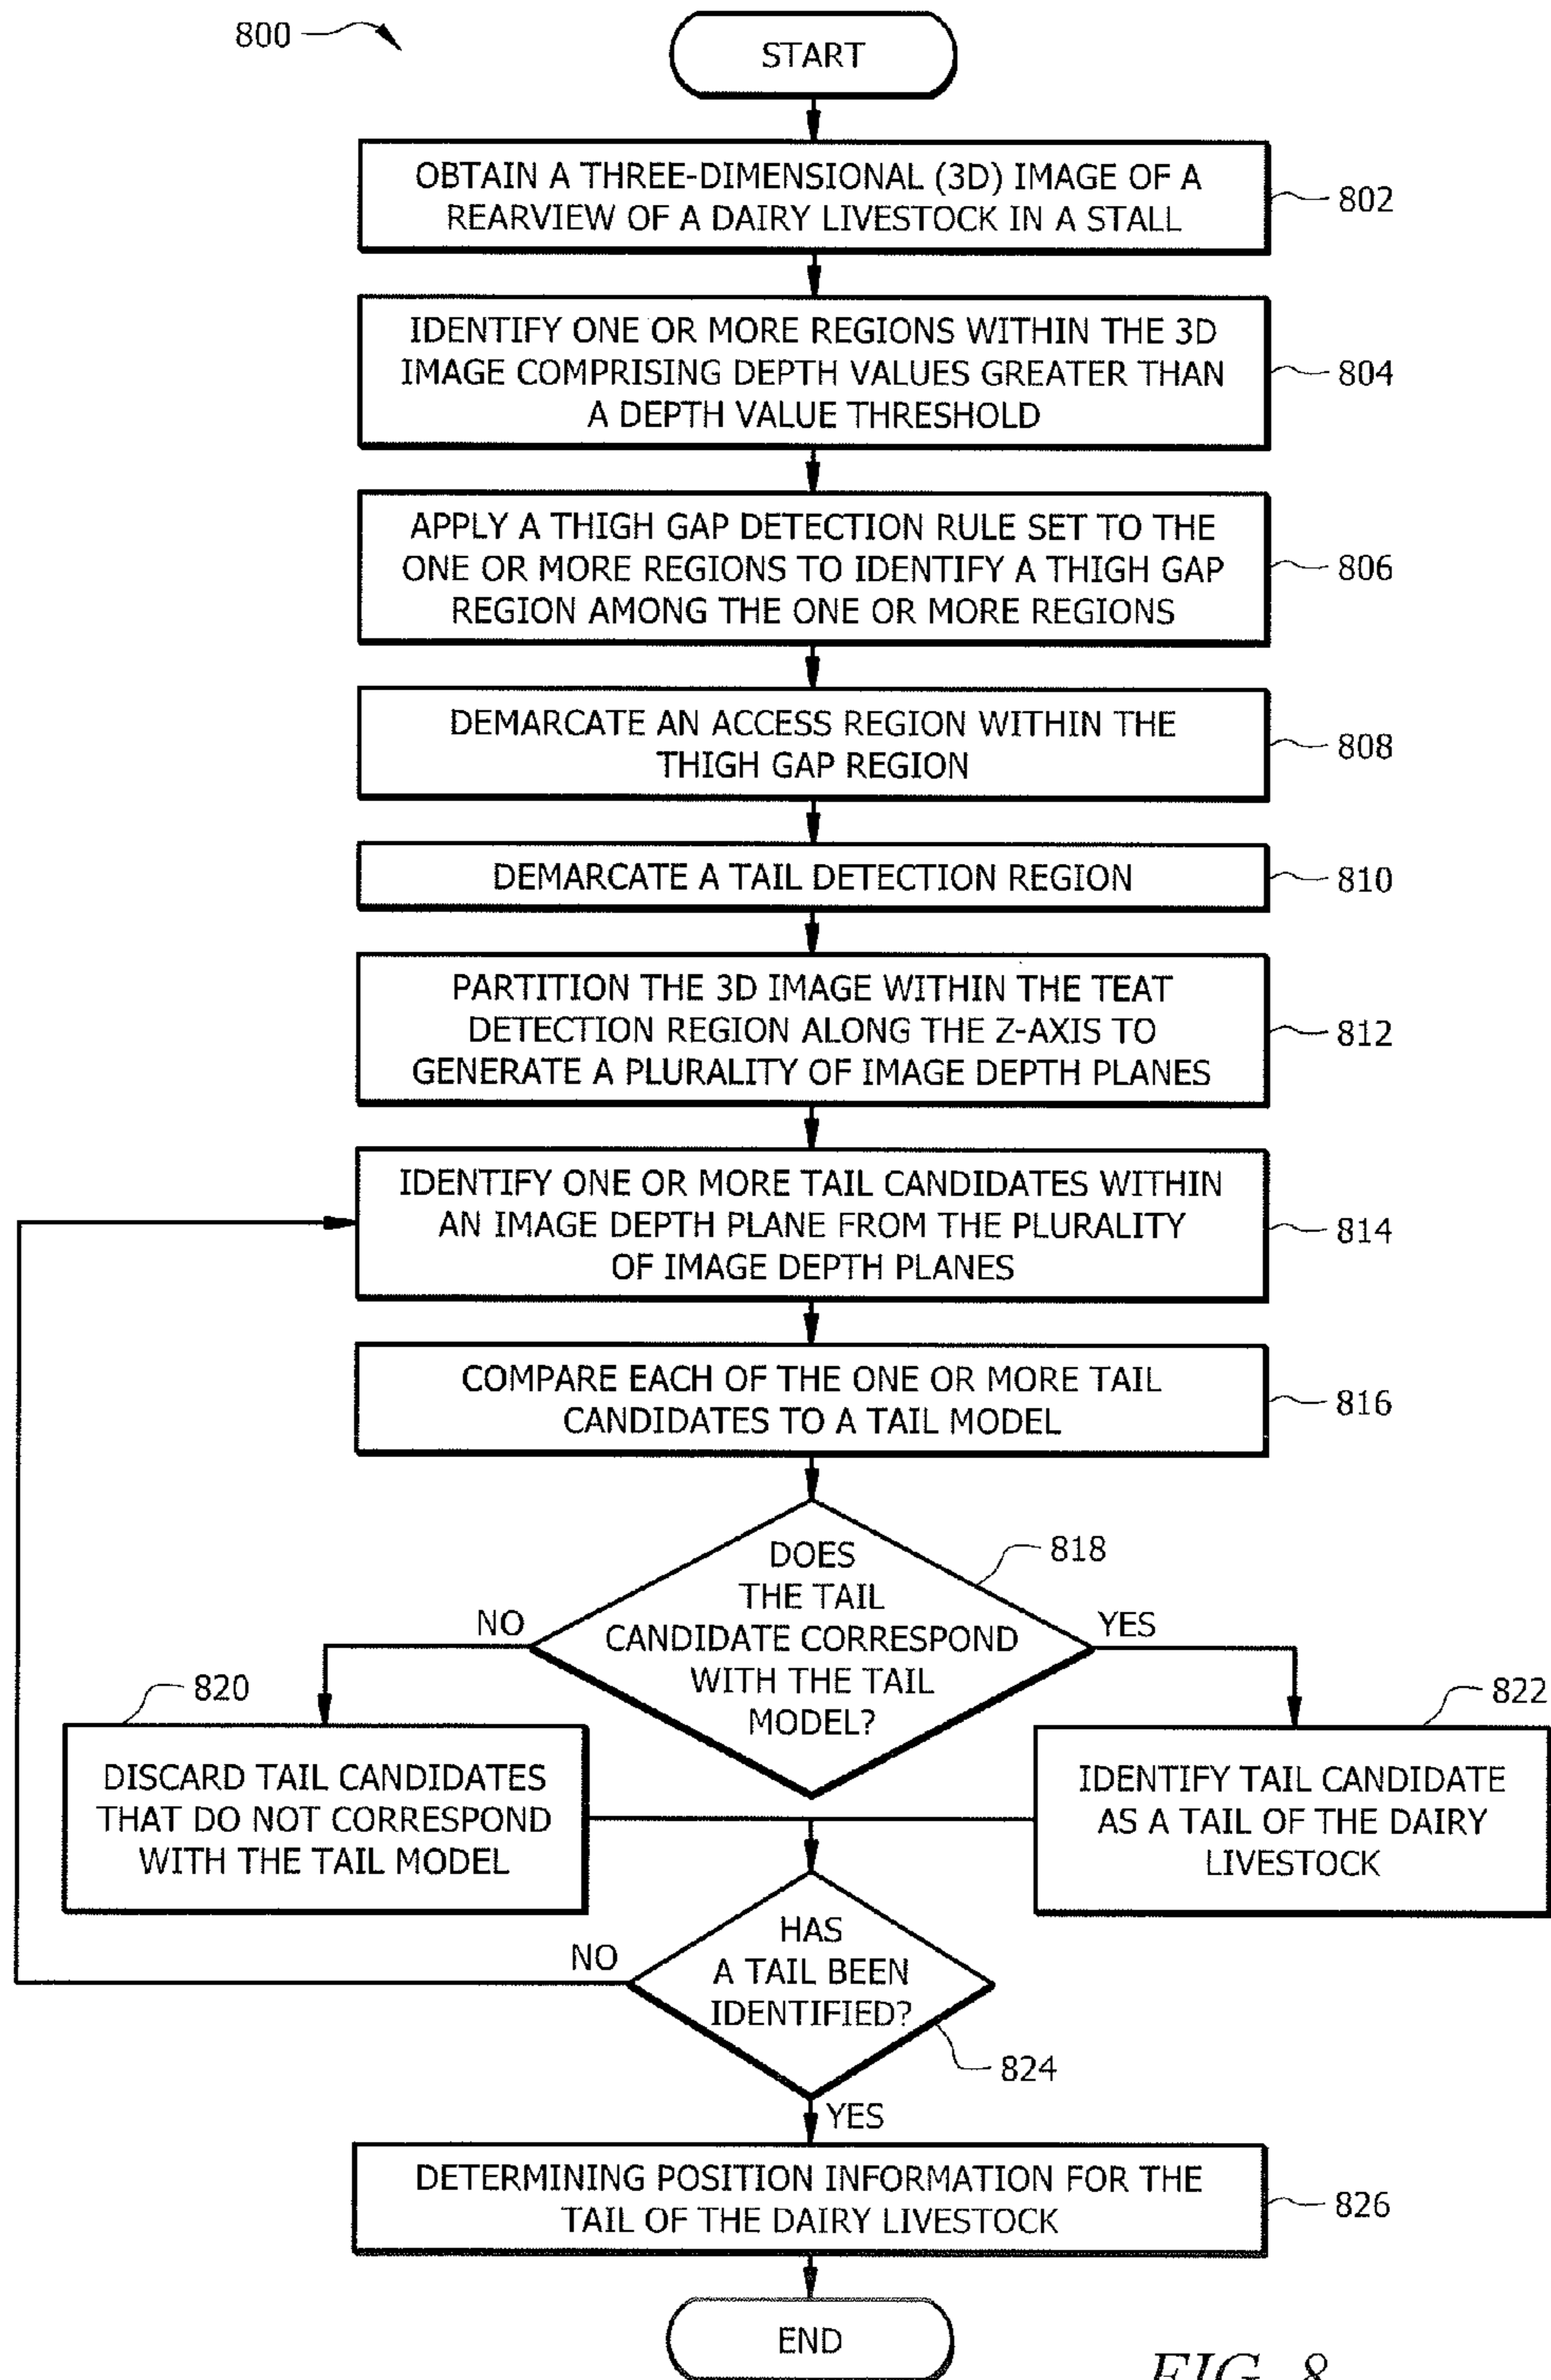 800
START
OBTAIN A THREE-DIMENSIONAL (3D) IMAGE OF A
REARVIEW OF A DAIRY LIVESTOCK IN A STALL
802
IDENTIFY ONE OR MORE REGIONS WITHIN THE 3D
IMAGE COMPRISING DEPTH VALUES GREATER THAN
A DEPTH VALUE THRESHOLD
804
APPLY A THIGH GAP DETECTION RULE SET TO THE
ONE OR MORE REGIONS TO IDENTIFY A THIGH GAP
REGION AMONG THE ONE OR MORE REGIONS
806
DEMARCATE AN ACCESS REGION WITHIN THE
THIGH GAP REGION
808
DEMARCATE A TAIL DETECTION REGION
810
PARTITION THE 3D IMAGE WITHIN THE TEAT
DETECTION REGION ALONG THE Z-AXIS TO
GENERATE A PLURALITY OF IMAGE DEPTH PLANES
812
IDENTIFY ONE OR MORE TAIL CANDIDATES WITHIN
AN IMAGE DEPTH PLANE FROM THE PLURALITY
OF IMAGE DEPTH PLANES
814
COMPARE EACH OF THE ONE OR MORE TAIL
CANDIDATES TO A TAIL MODEL
816
DOES
THE TAIL
CANDIDATE CORRESPOND
WITH THE TAIL
MODEL?
818
NO
YES
820
DISCARD TAIL CANDIDATES
THAT DO NOT CORRESPOND
WITH THE TAIL MODEL
822
IDENTIFY TAIL CANDIDATE
AS A TAIL OF THE DAIRY
LIVESTOCK
HAS
A TAIL BEEN
IDENTIFIED?
824
NO
YES
DETERMINING POSITION INFORMATION FOR THE
TAIL OF THE DAIRY LIVESTOCK
826
END
FIG. 8